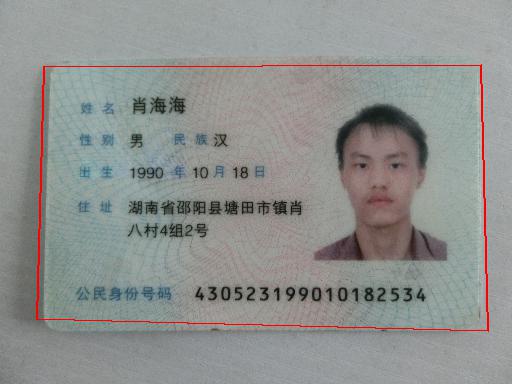 姓名 肖海海
性别 男 民族 汉
出生 1990 年 10 月 18 日
住址 湖南省邵阳县塘田市镇肖
八村4组2号
公民身份号码 430523199010182534